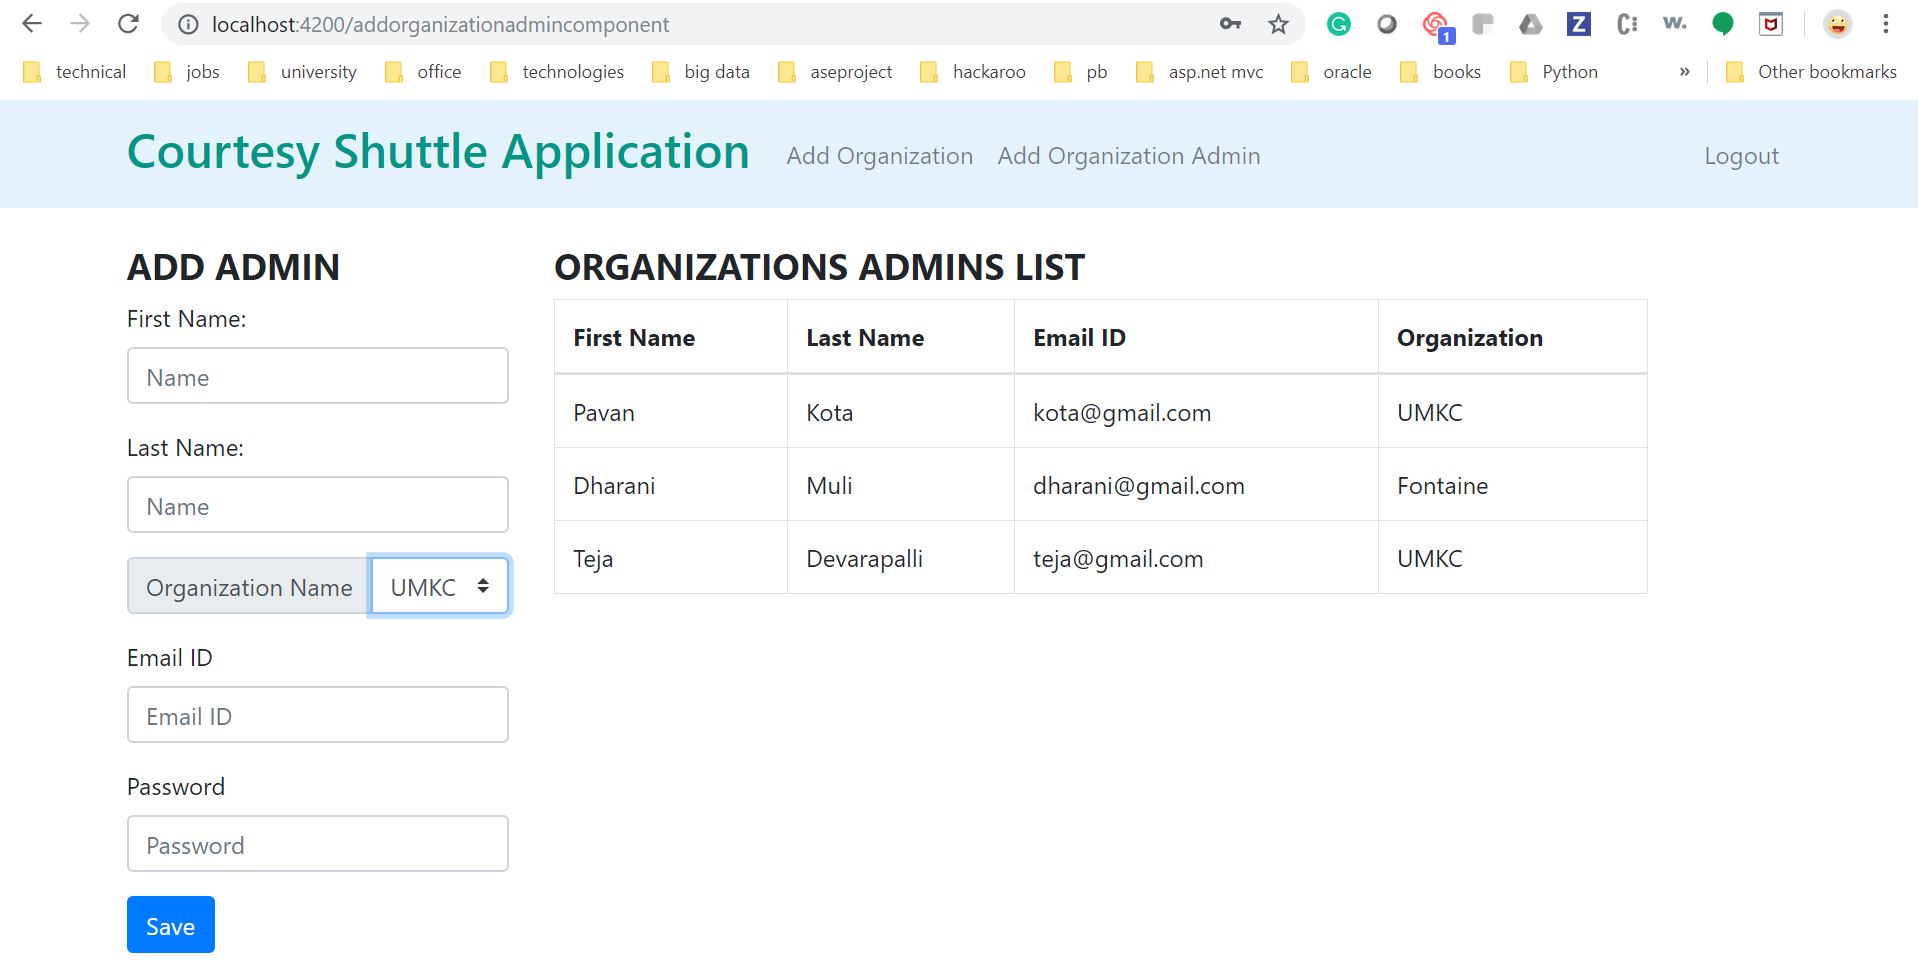 localhost:4200/addorganizationadmincomponent
1
technical jobs university office technologies big data aseproject hackaroo pb asp.net mvc oracle books Python » Other bookmarks
Courtesy Shuttle Application Add Organization Add Organization Admin Logout
ADD ADMIN
First Name:
Name
Last Name:
Name
Organization Name UMKC
Email ID
Email ID
Password
Password
Save
ORGANIZATIONS ADMINS LIST
First Name Last Name Email ID Organization
Pavan Kota kota@gmail.com UMKC
Dharani Muli dharani@gmail.com Fontaine
Teja Devarapalli teja@gmail.com UMKC